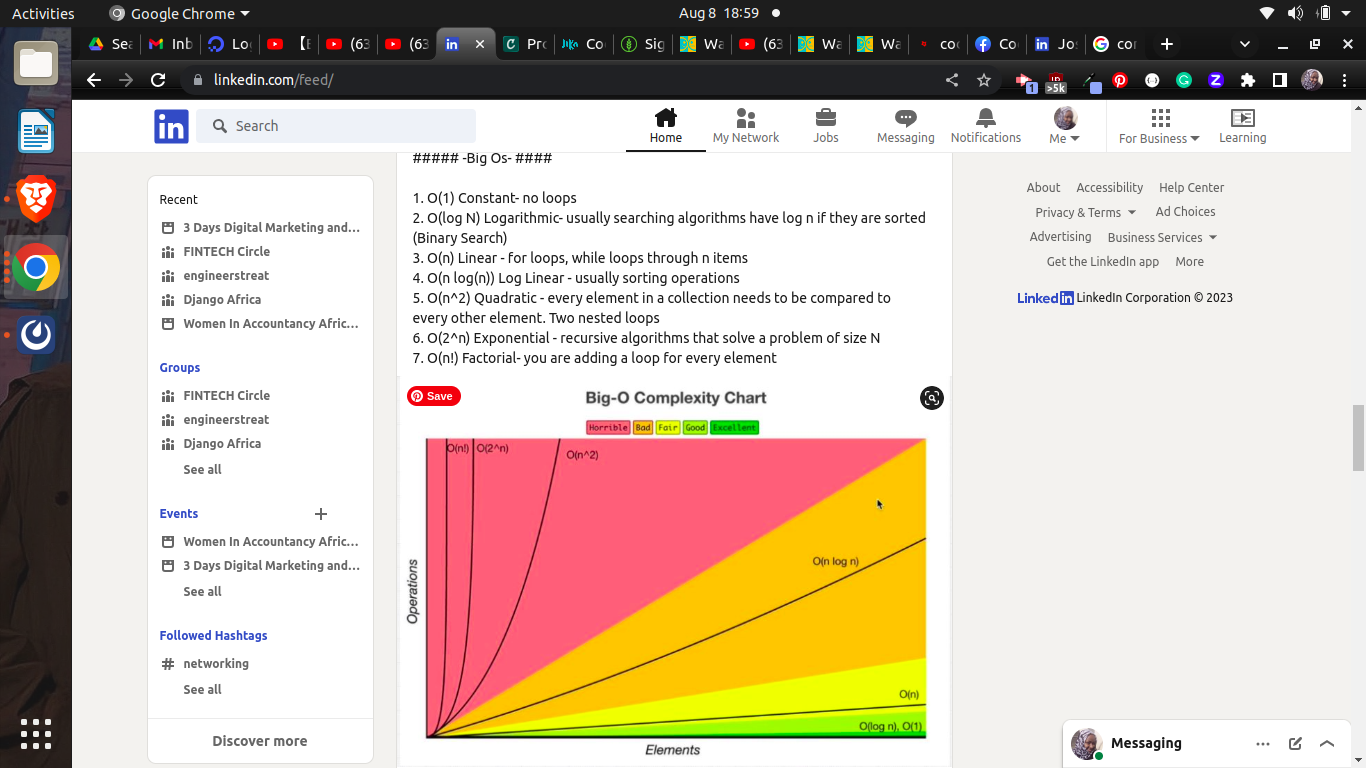 Activities
Google Chrome
Aug 8 18:59
Sea
Inb
Log
(63
(63
in
Pro
Co
Sig
Wa
(63
Wa
Wa
coo
Co
Jos
cor
linkedin.com/feed/
1
>5k
in
Search
Home
My Network
Jobs
Messaging
Notifications
Me
For Business
Learning
Recent
3 Days Digital Marketing and...
FINTECH Circle
engineerstreat
Django Africa
Women In Accountancy Afric...
Groups
FINTECH Circle
engineerstreat
Django Africa
See all
Events
Women In Accountancy Afric...
3 Days Digital Marketing and...
See all
Followed Hashtags
# networking
See all
Discover more
##### -Big Os- ####
1. O(1) Constant- no loops
2. O(log N) Logarithmic- usually searching algorithms have log n if they are sorted
(Binary Search)
3. O(n) Linear - for loops, while loops through n items
4. O(n log(n)) Log Linear - usually sorting operations
5. O(n^2) Quadratic - every element in a collection needs to be compared to
every other element. Two nested loops
6. O(2^n) Exponential - recursive algorithms that solve a problem of size N
7. O(n!) Factorial- you are adding a loop for every element
Save
Big-O Complexity Chart
Horrible Bad Fair Good Excellent
O(n!) O(2^n)
O(n^2)
O(n log n)
O(n)
O(log n), O(1)
Operations
Elements
About Accessibility Help Center
Privacy & Terms Ad Choices
Advertising Business Services
Get the LinkedIn app More
Linkedin LinkedIn Corporation © 2023
Messaging